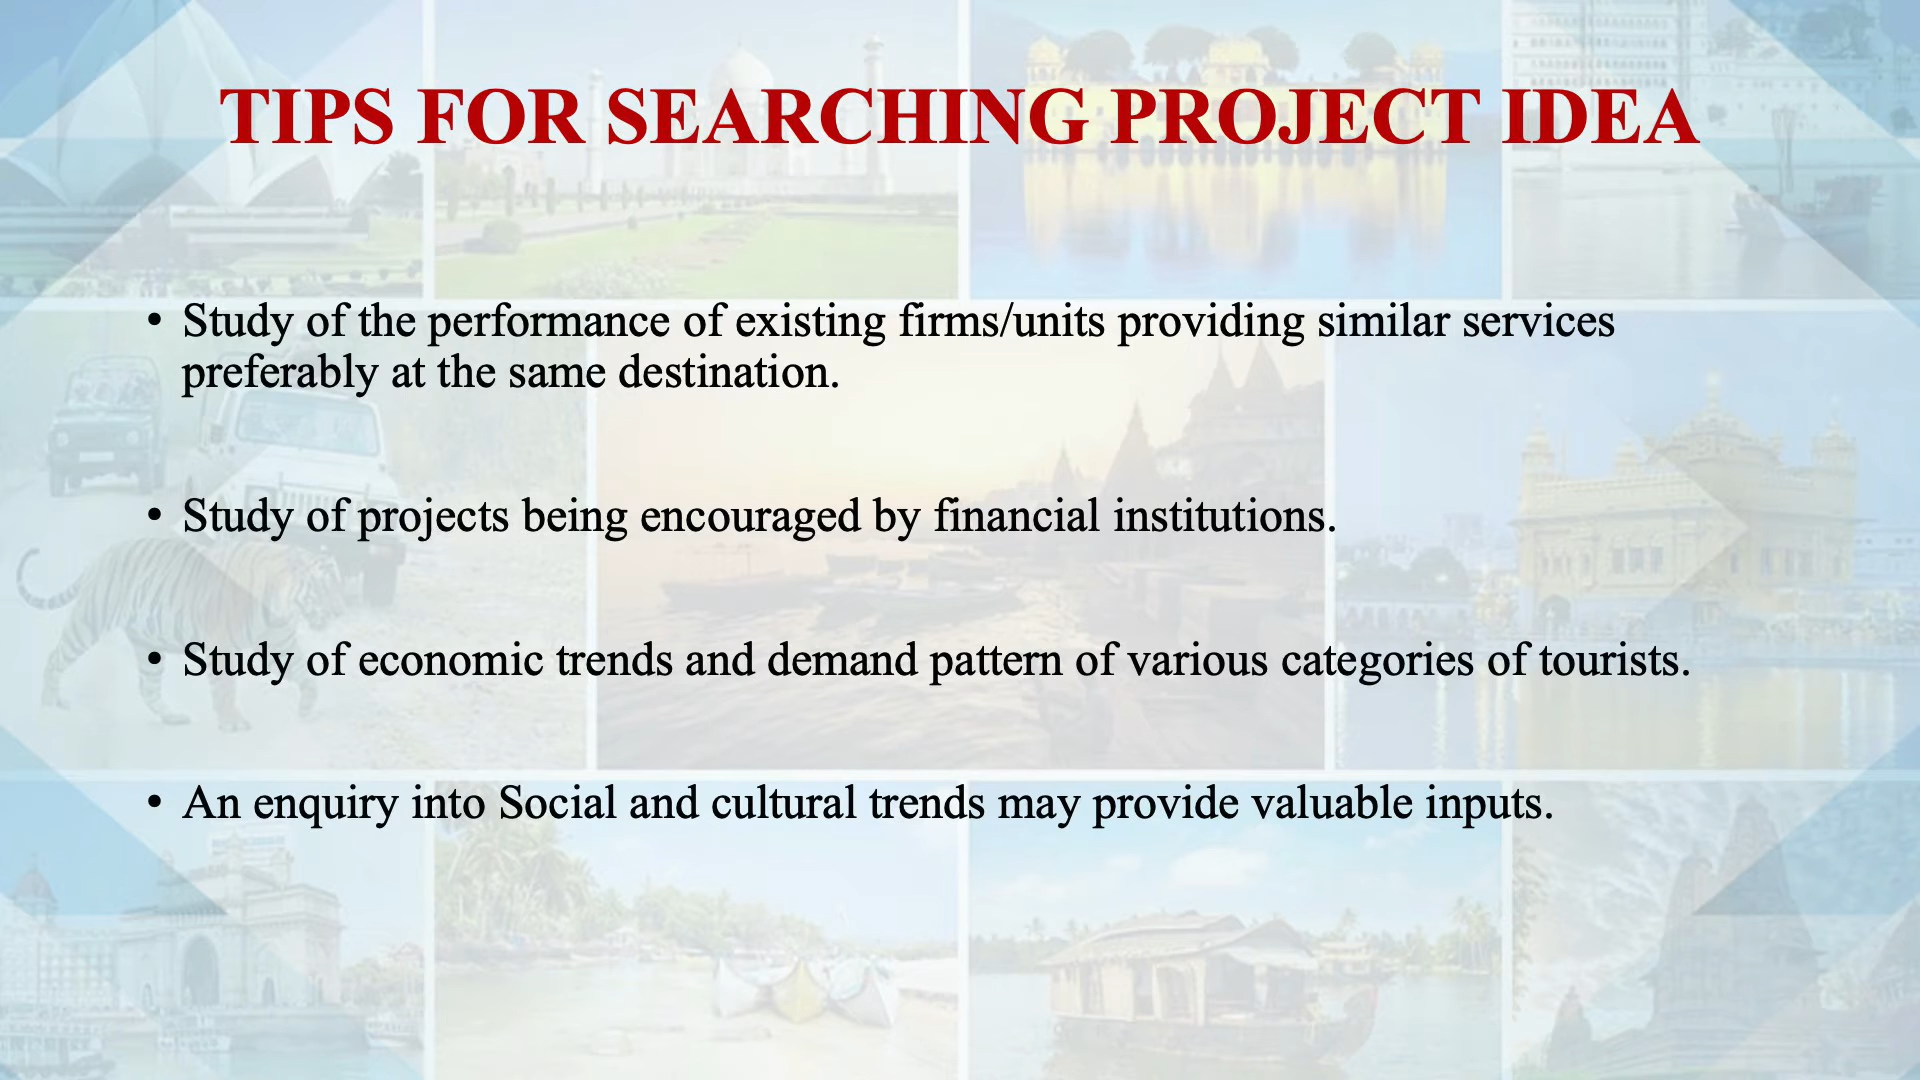 TIPS FOR SEARCHING PROJECT IDEA
• Study of the performance of existing firms/units providing similar services
preferably at the same destination.
• Study of projects being encouraged by financial institutions.
• Study of economic trends and demand pattern of various categories of tourists.
• An enquiry into Social and cultural trends may provide valuable inputs.